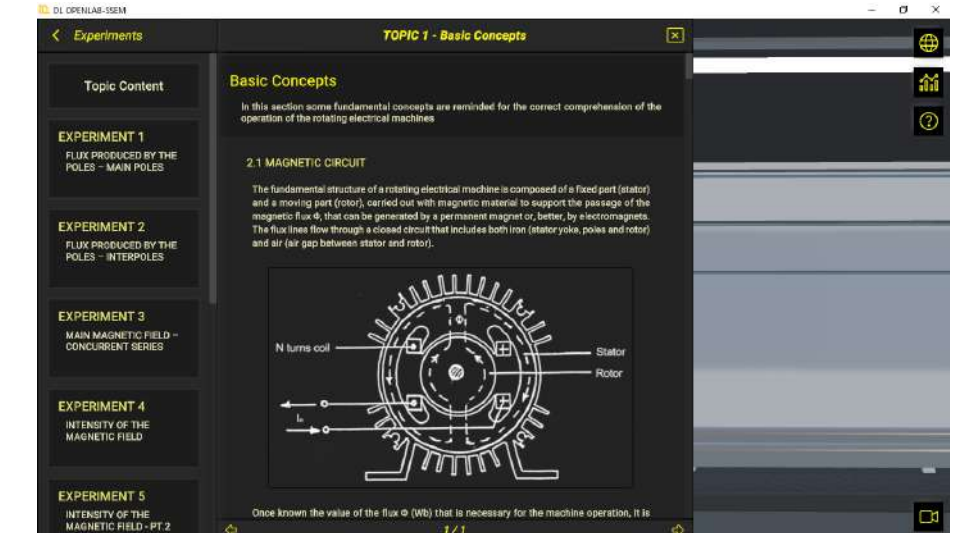 DL OPENLAB-SSEM
Experiments
TOPIC 1 - Basic Concepts
Topic Content
EXPERIMENT 1
FLUX PRODUCED BY THE
POLES – MAIN POLES
EXPERIMENT 2
FLUX PRODUCED BY THE
POLES – INTERPOLES
EXPERIMENT 3
MAIN MAGNETIC FIELD –
CONCURRENT SERIES
EXPERIMENT 4
INTENSITY OF THE
MAGNETIC FIELD
EXPERIMENT 5
INTENSITY OF THE
MAGNETIC FIELD - PT.2
Basic Concepts
In this section some fundamental concepts are reminded for the correct comprehension of the
operation of the rotating electrical machines
2.1 MAGNETIC CIRCUIT
The fundamental structure of a rotating electrical machine is composed of a fixed part (stator)
and a moving part (rotor), carried out with magnetic material to support the passage of the
magnetic flux Φ, that can be generated by a permanent magnet or, better, by electromagnets.
The flux lines flow through a closed circuit that includes both iron (stator yoke, poles and rotor)
and air (air gap between stator and rotor).
Φ
N turns coil
Stator
Rotor
Once known the value of the flux Φ (Wb) that is necessary for the machine operation, it is
1/1